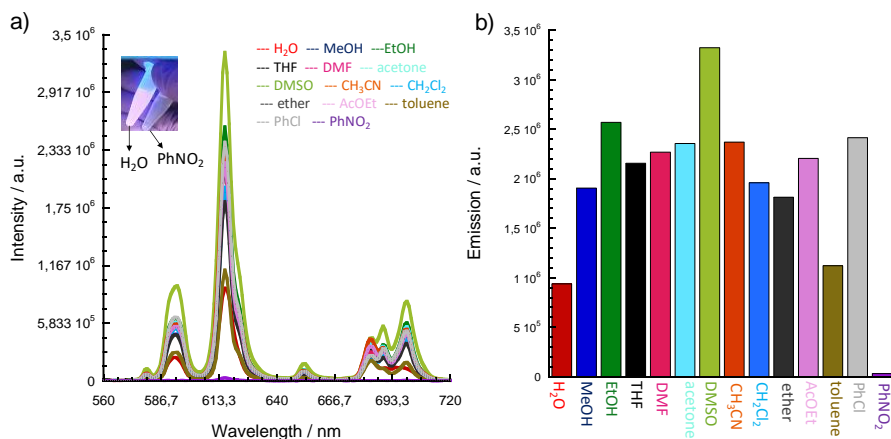 a)
3,5 10⁶
2,917 10⁶
2,333 10⁶
1,75 10⁶
1,167 10⁶
5,833 10⁵
0
Intensity / a.u.
560 586,7 613,3 640 666,7 693,3 720
Wavelength / nm
H₂O PhNO₂
--- H₂O --- MeOH ---EtOH
--- THF --- DMF --- acetone
--- DMSO --- CH₃CN --- CH₂Cl₂
--- ether --- AcOEt --- toluene
--- PhCl --- PhNO₂
b)
3,5 10⁶
3 10⁶
2,5 10⁶
2 10⁶
1,5 10⁶
1 10⁶
5 10⁵
0
Emission / a.u.
H₂O
MeOH
EtOH
THF
DMF
acetone
DMSO
CH₃CN
CH₂Cl₂
ether
AcOEt
toluene
PhCl
PhNO₂